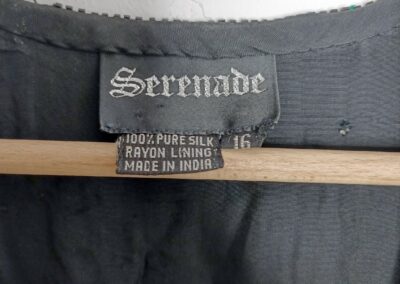 Serenade
16
100% PURE SILK
RAYON LINING
MADE IN INDIA